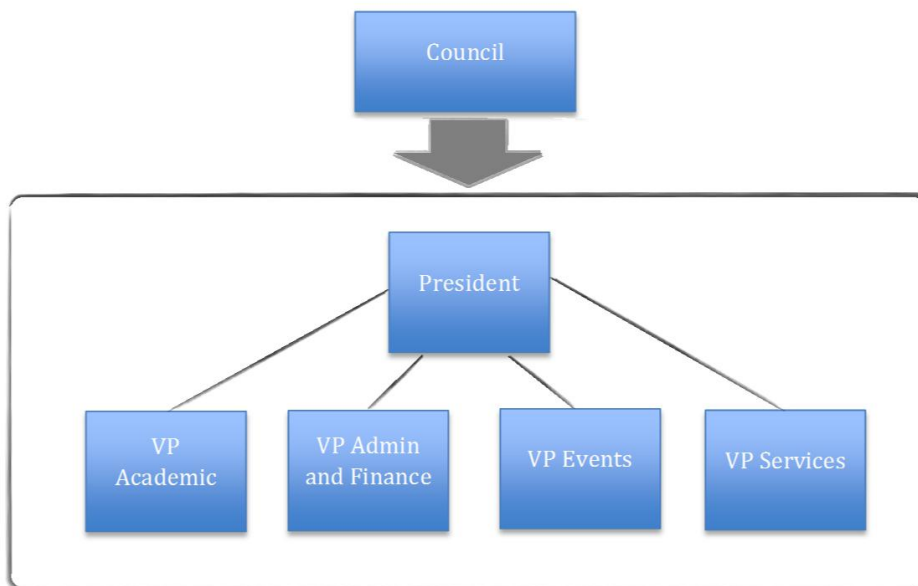 Council
President
VP
Academic
VP Admin
and Finance
VP Events
VP Services